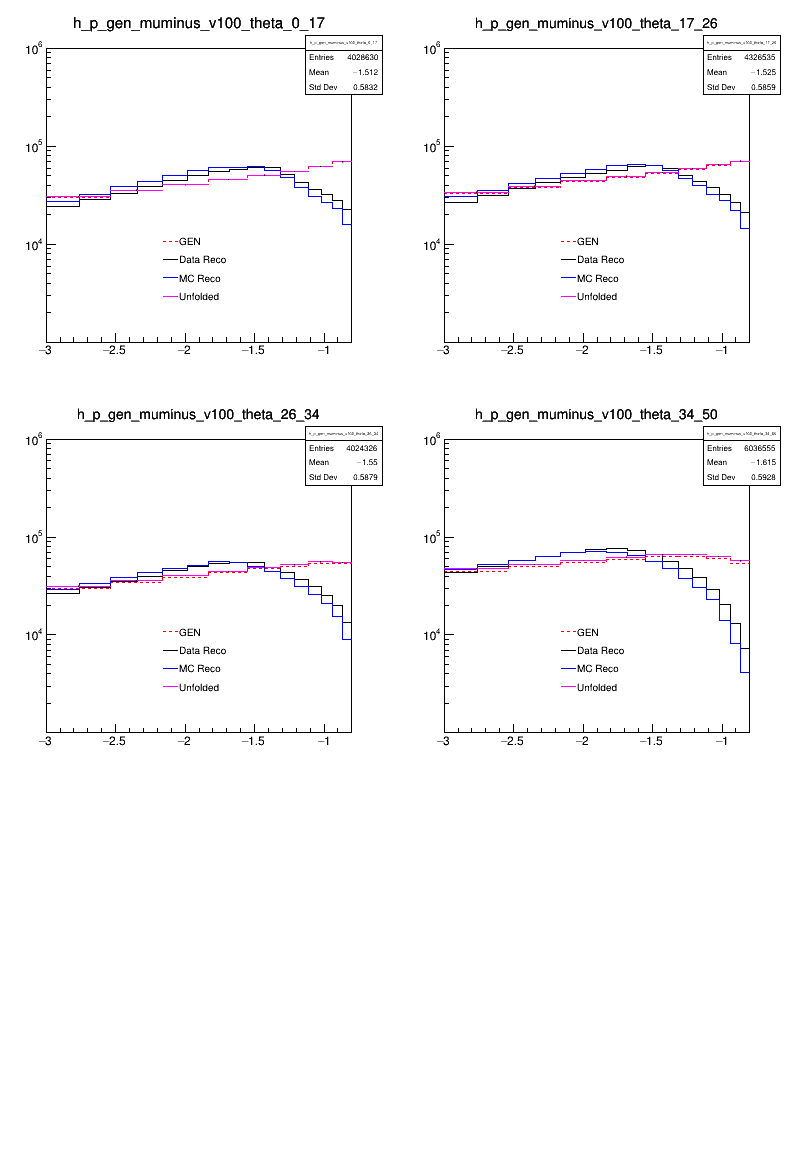 h_p_gen_muminus_v100_theta_0_17
h_p_gen_muminus_v100_theta_0_17
Entries 4028630
Mean −1.512
Std Dev 0.5832
10^6
10^5
10^4
GEN
Data Reco
MC Reco
Unfolded
−3 −2.5 −2 −1.5 −1
h_p_gen_muminus_v100_theta_17_26
h_p_gen_muminus_v100_theta_17_26
Entries 4326535
Mean −1.525
Std Dev 0.5859
10^6
10^5
10^4
GEN
Data Reco
MC Reco
Unfolded
−3 −2.5 −2 −1.5 −1
h_p_gen_muminus_v100_theta_26_34
h_p_gen_muminus_v100_theta_26_34
Entries 4024326
Mean −1.55
Std Dev 0.5879
10^6
10^5
10^4
GEN
Data Reco
MC Reco
Unfolded
−3 −2.5 −2 −1.5 −1
h_p_gen_muminus_v100_theta_34_50
h_p_gen_muminus_v100_theta_34_50
Entries 6036555
Mean −1.615
Std Dev 0.5928
10^6
10^5
10^4
GEN
Data Reco
MC Reco
Unfolded
−3 −2.5 −2 −1.5 −1